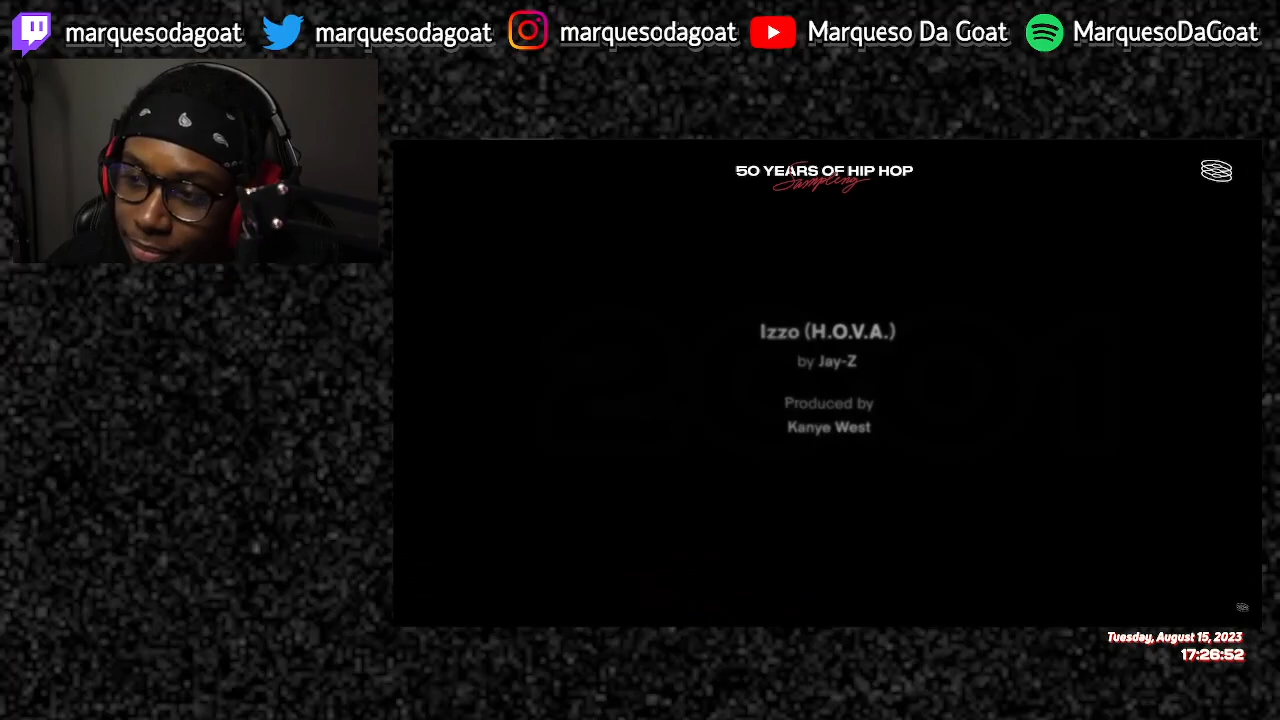 marquesodagoat marquesodagoat marquesodagoat Marqueso Da Goat MarquesoDaGoat
50 YEARS OF HIP HOP
Sampling
2001
Izzo (H.O.V.A.)
by Jay-Z
Produced by
Kanye West
Tuesday, August 15, 2023
17:26:52